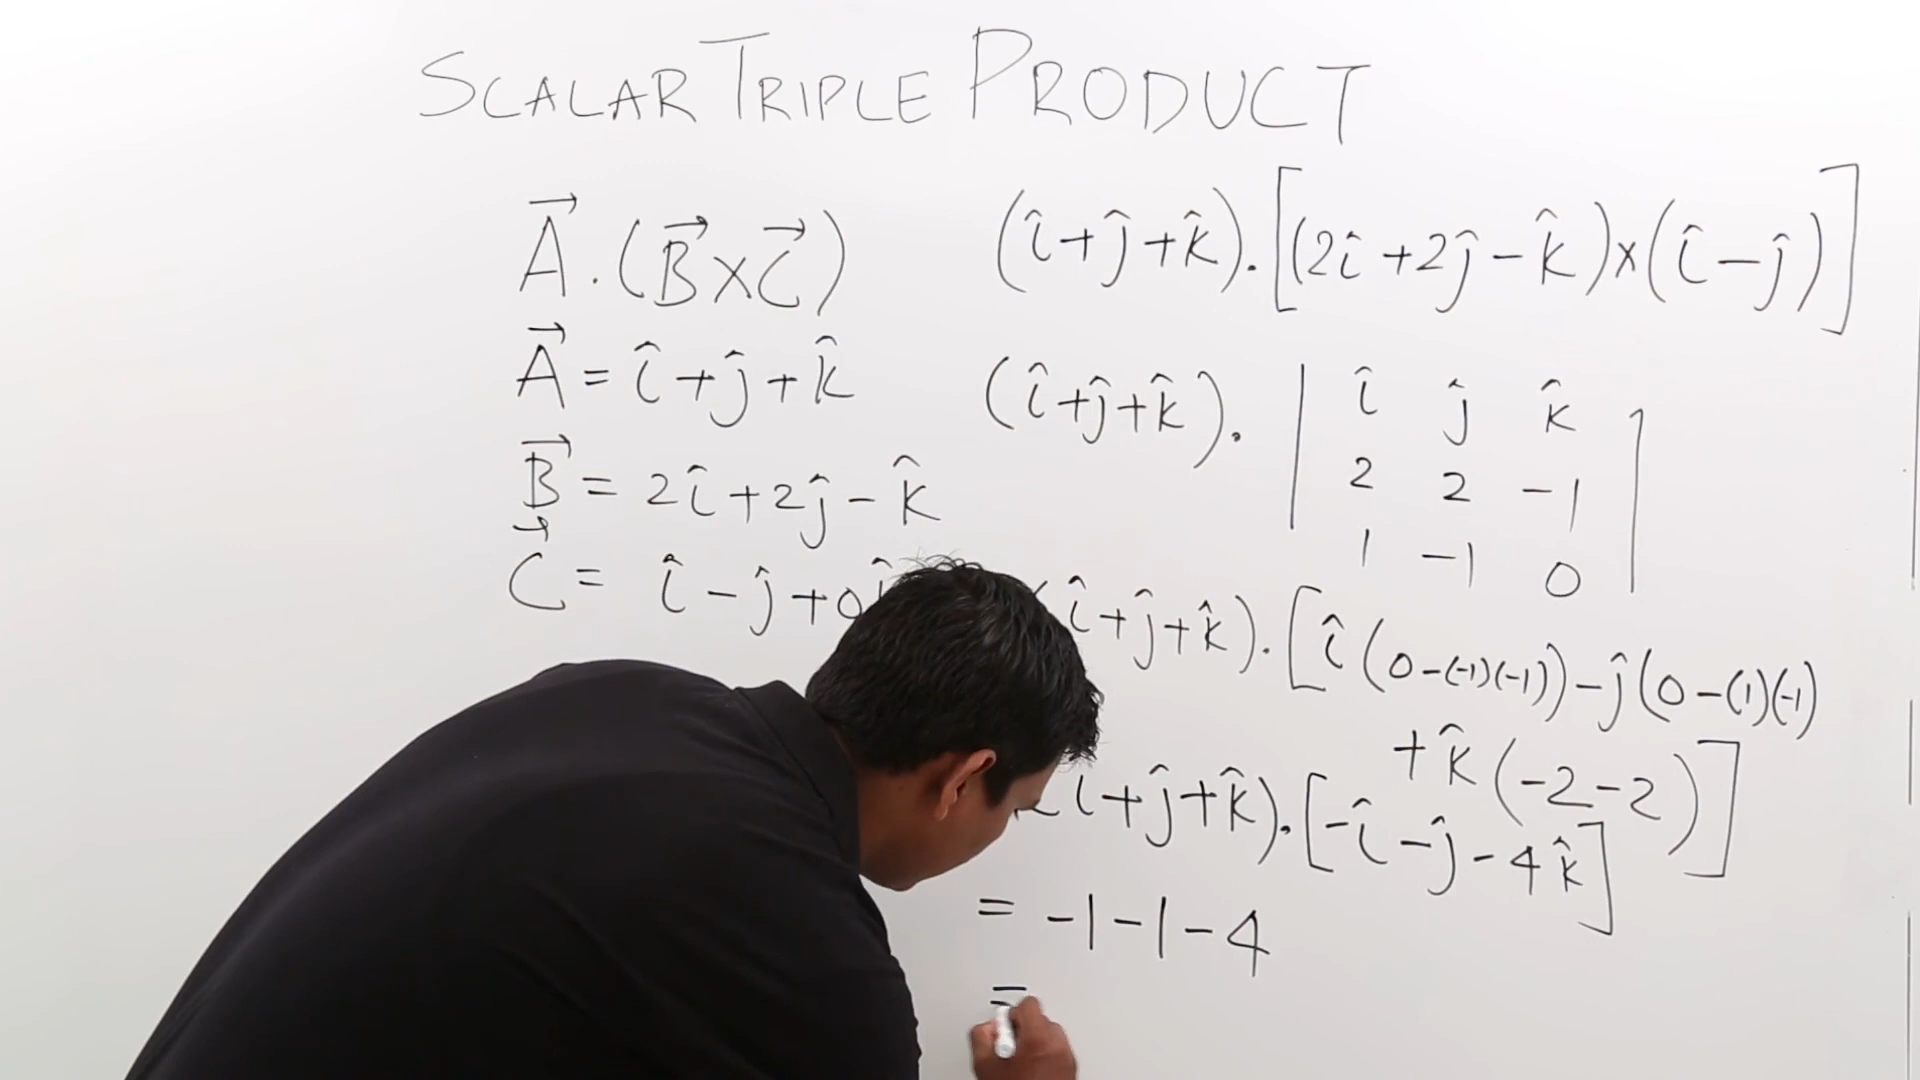 SCALAR TRIPLE PRODUCT
A⃗ . (B⃗ × C⃗)
A⃗ = î + ĵ + k̂
B⃗ = 2î + 2ĵ - k̂
C⃗ = î - ĵ + 0
(î + ĵ + k̂) . [(2î + 2ĵ - k̂) × (î - ĵ)]
(î + ĵ + k̂) . | î ĵ k̂ |
2 2 -1
1 -1 0
î + ĵ + k̂) . [î (0 - (-1)(-1)) - ĵ (0 - (1)(-1)
+ k̂ (-2 - 2)]
î + ĵ + k̂) . [-î - ĵ - 4k̂]
= -1 - 1 - 4
=